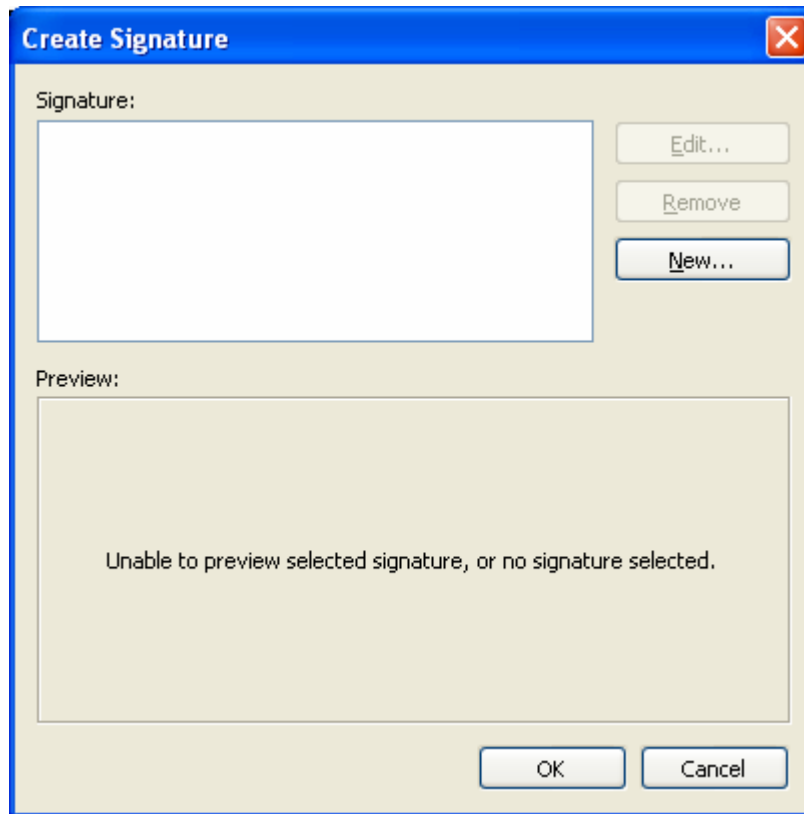 Create Signature
Signature:
Edit...
Remove
New...
Preview:
Unable to preview selected signature, or no signature selected.
OK
Cancel